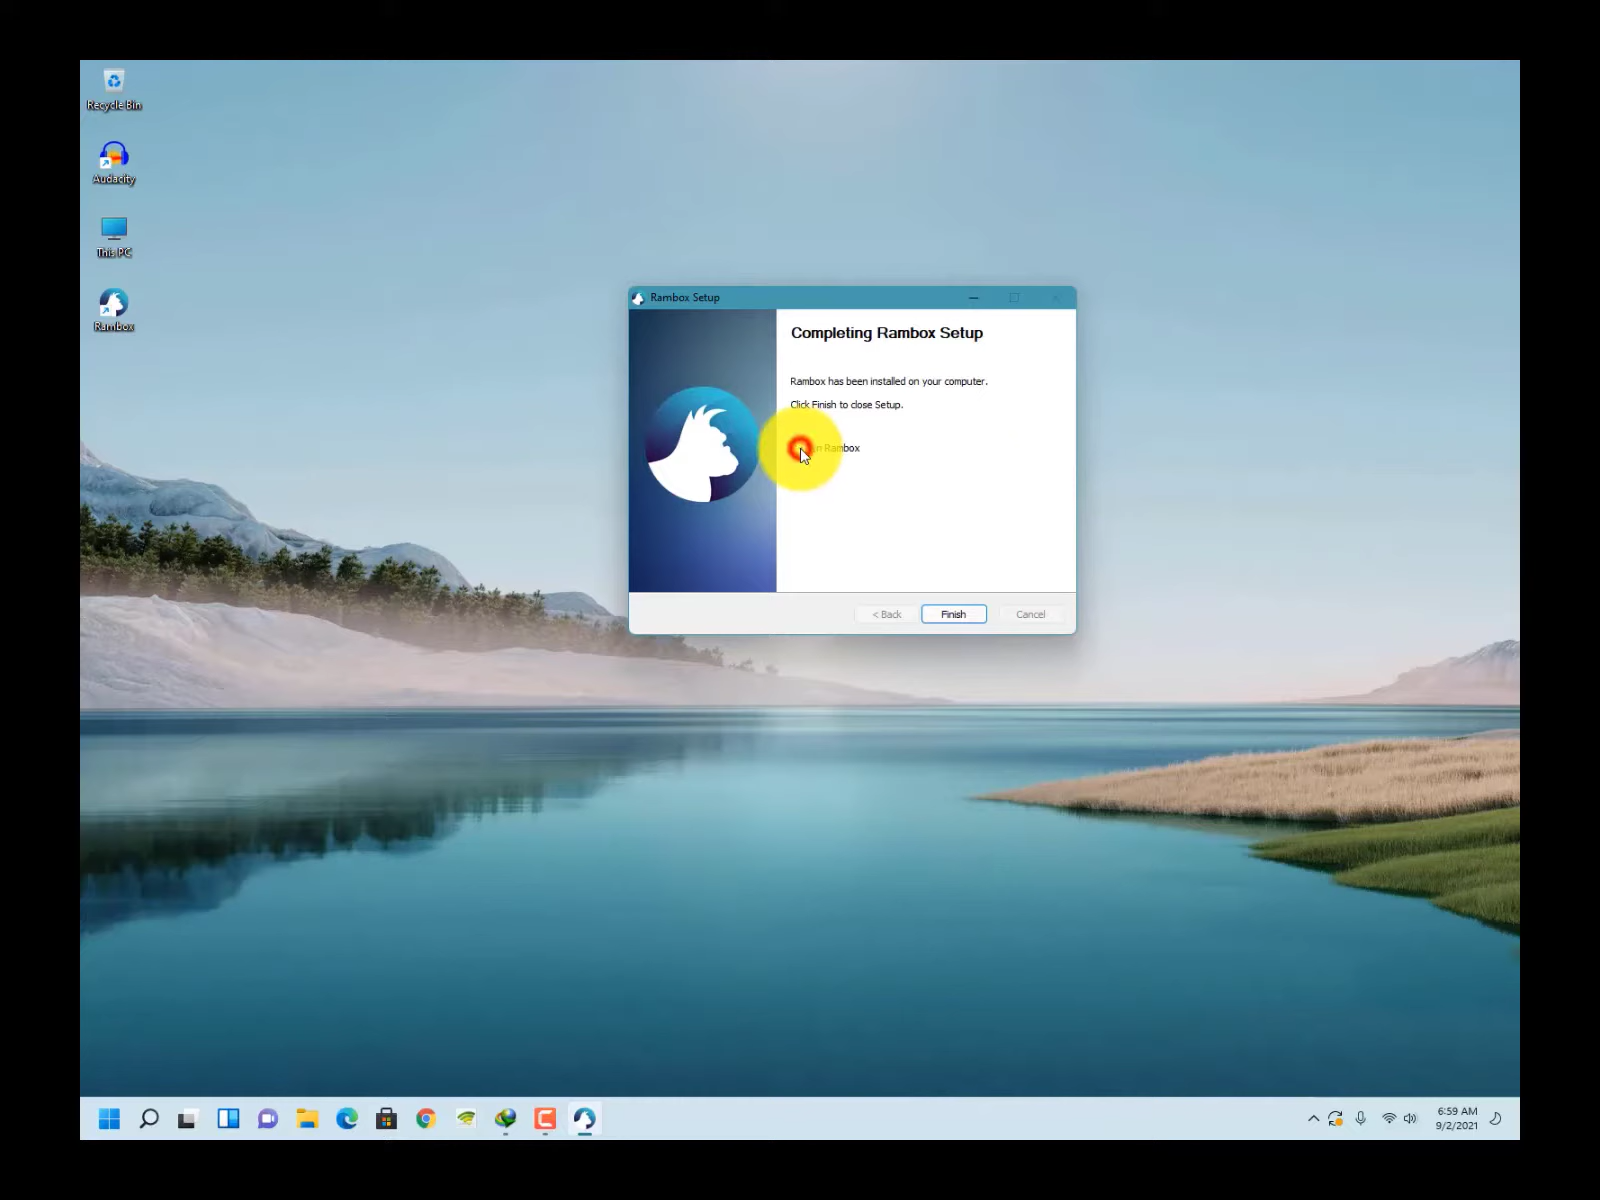 Recycle Bin
Audacity
This PC
Rambox
Rambox Setup
Completing Rambox Setup
Rambox has been installed on your computer.
Click Finish to close Setup.
Rambox
< Back
Finish
Cancel
6:59 AM
9/2/2021